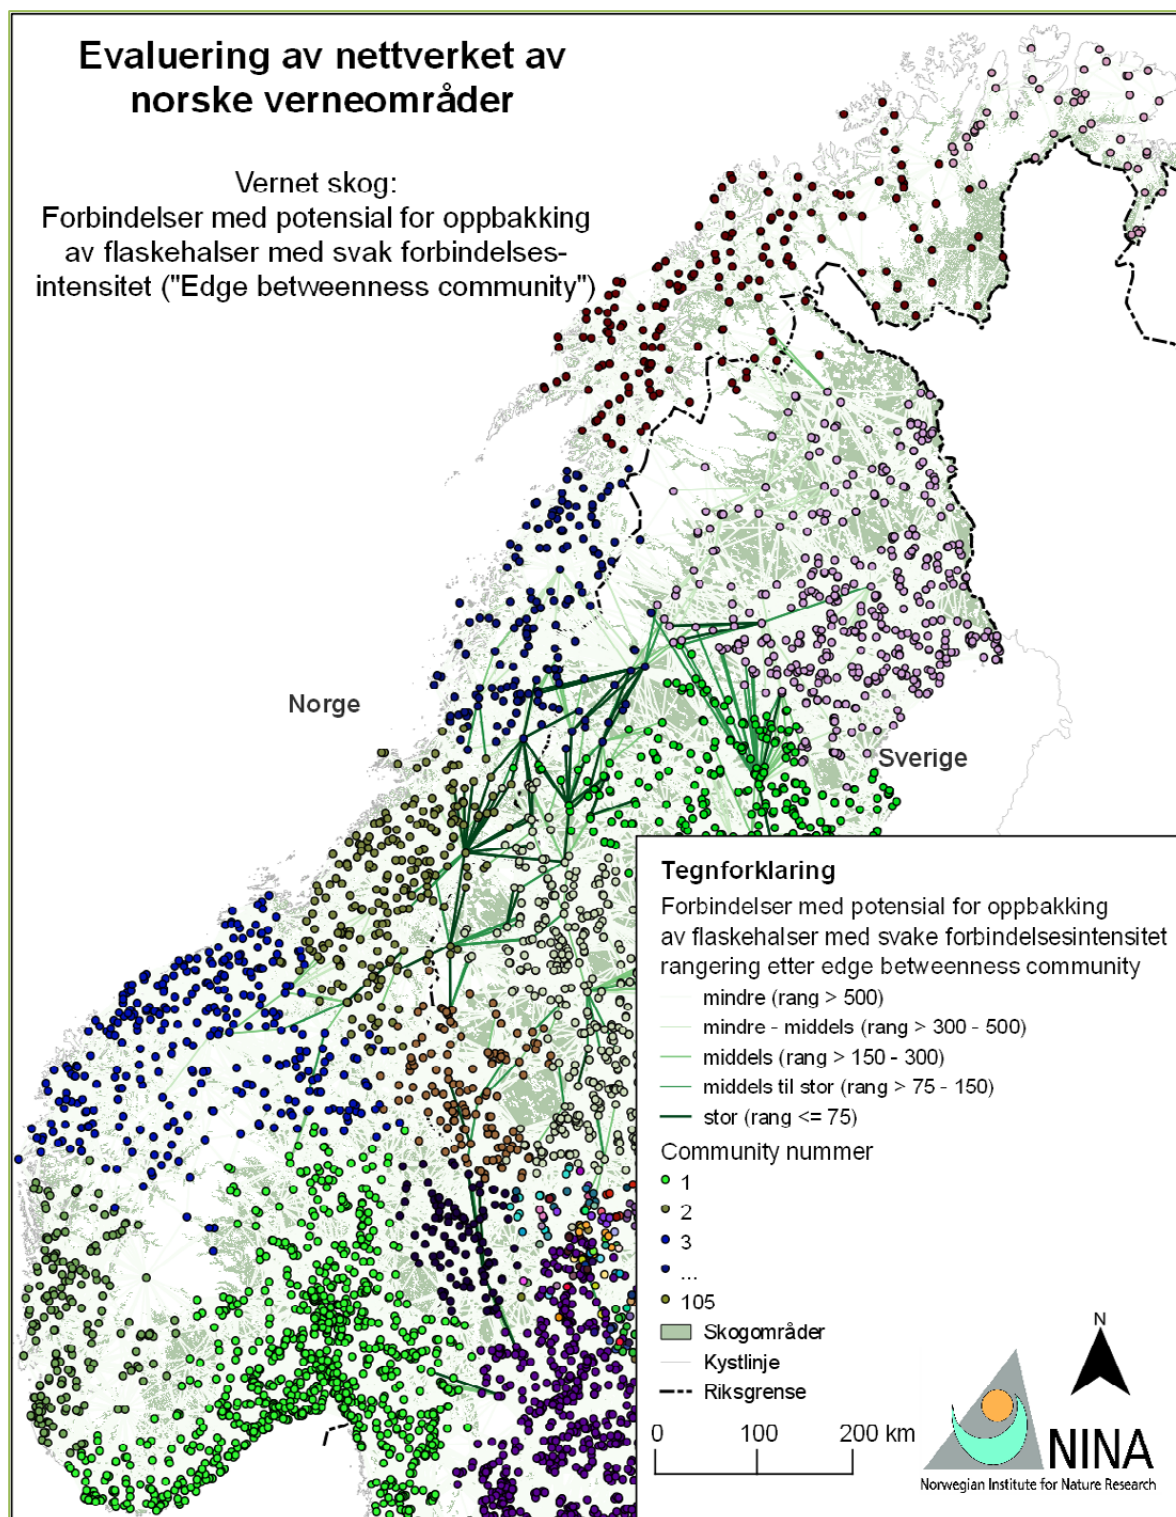 Evaluering av nettverket av
norske verneområder
Vernet skog:
Forbindelser med potensial for oppbakking
av flaskehalser med svak forbindelses-
intensitet ("Edge betweenness community")
Norge
Sverige
Tegnforklaring
Forbindelser med potensial for oppbakking
av flaskehalser med svake forbindelsesintensitet
rangering etter edge betweenness community
mindre (rang > 500)
mindre - middels (rang > 300 - 500)
middels (rang > 150 - 300)
middels til stor (rang > 75 - 150)
stor (rang <= 75)
Community nummer
1
2
3
...
105
Skogområder
Kystlinje
Riksgrense
0 100 200 km
N
NINA
Norwegian Institute for Nature Research